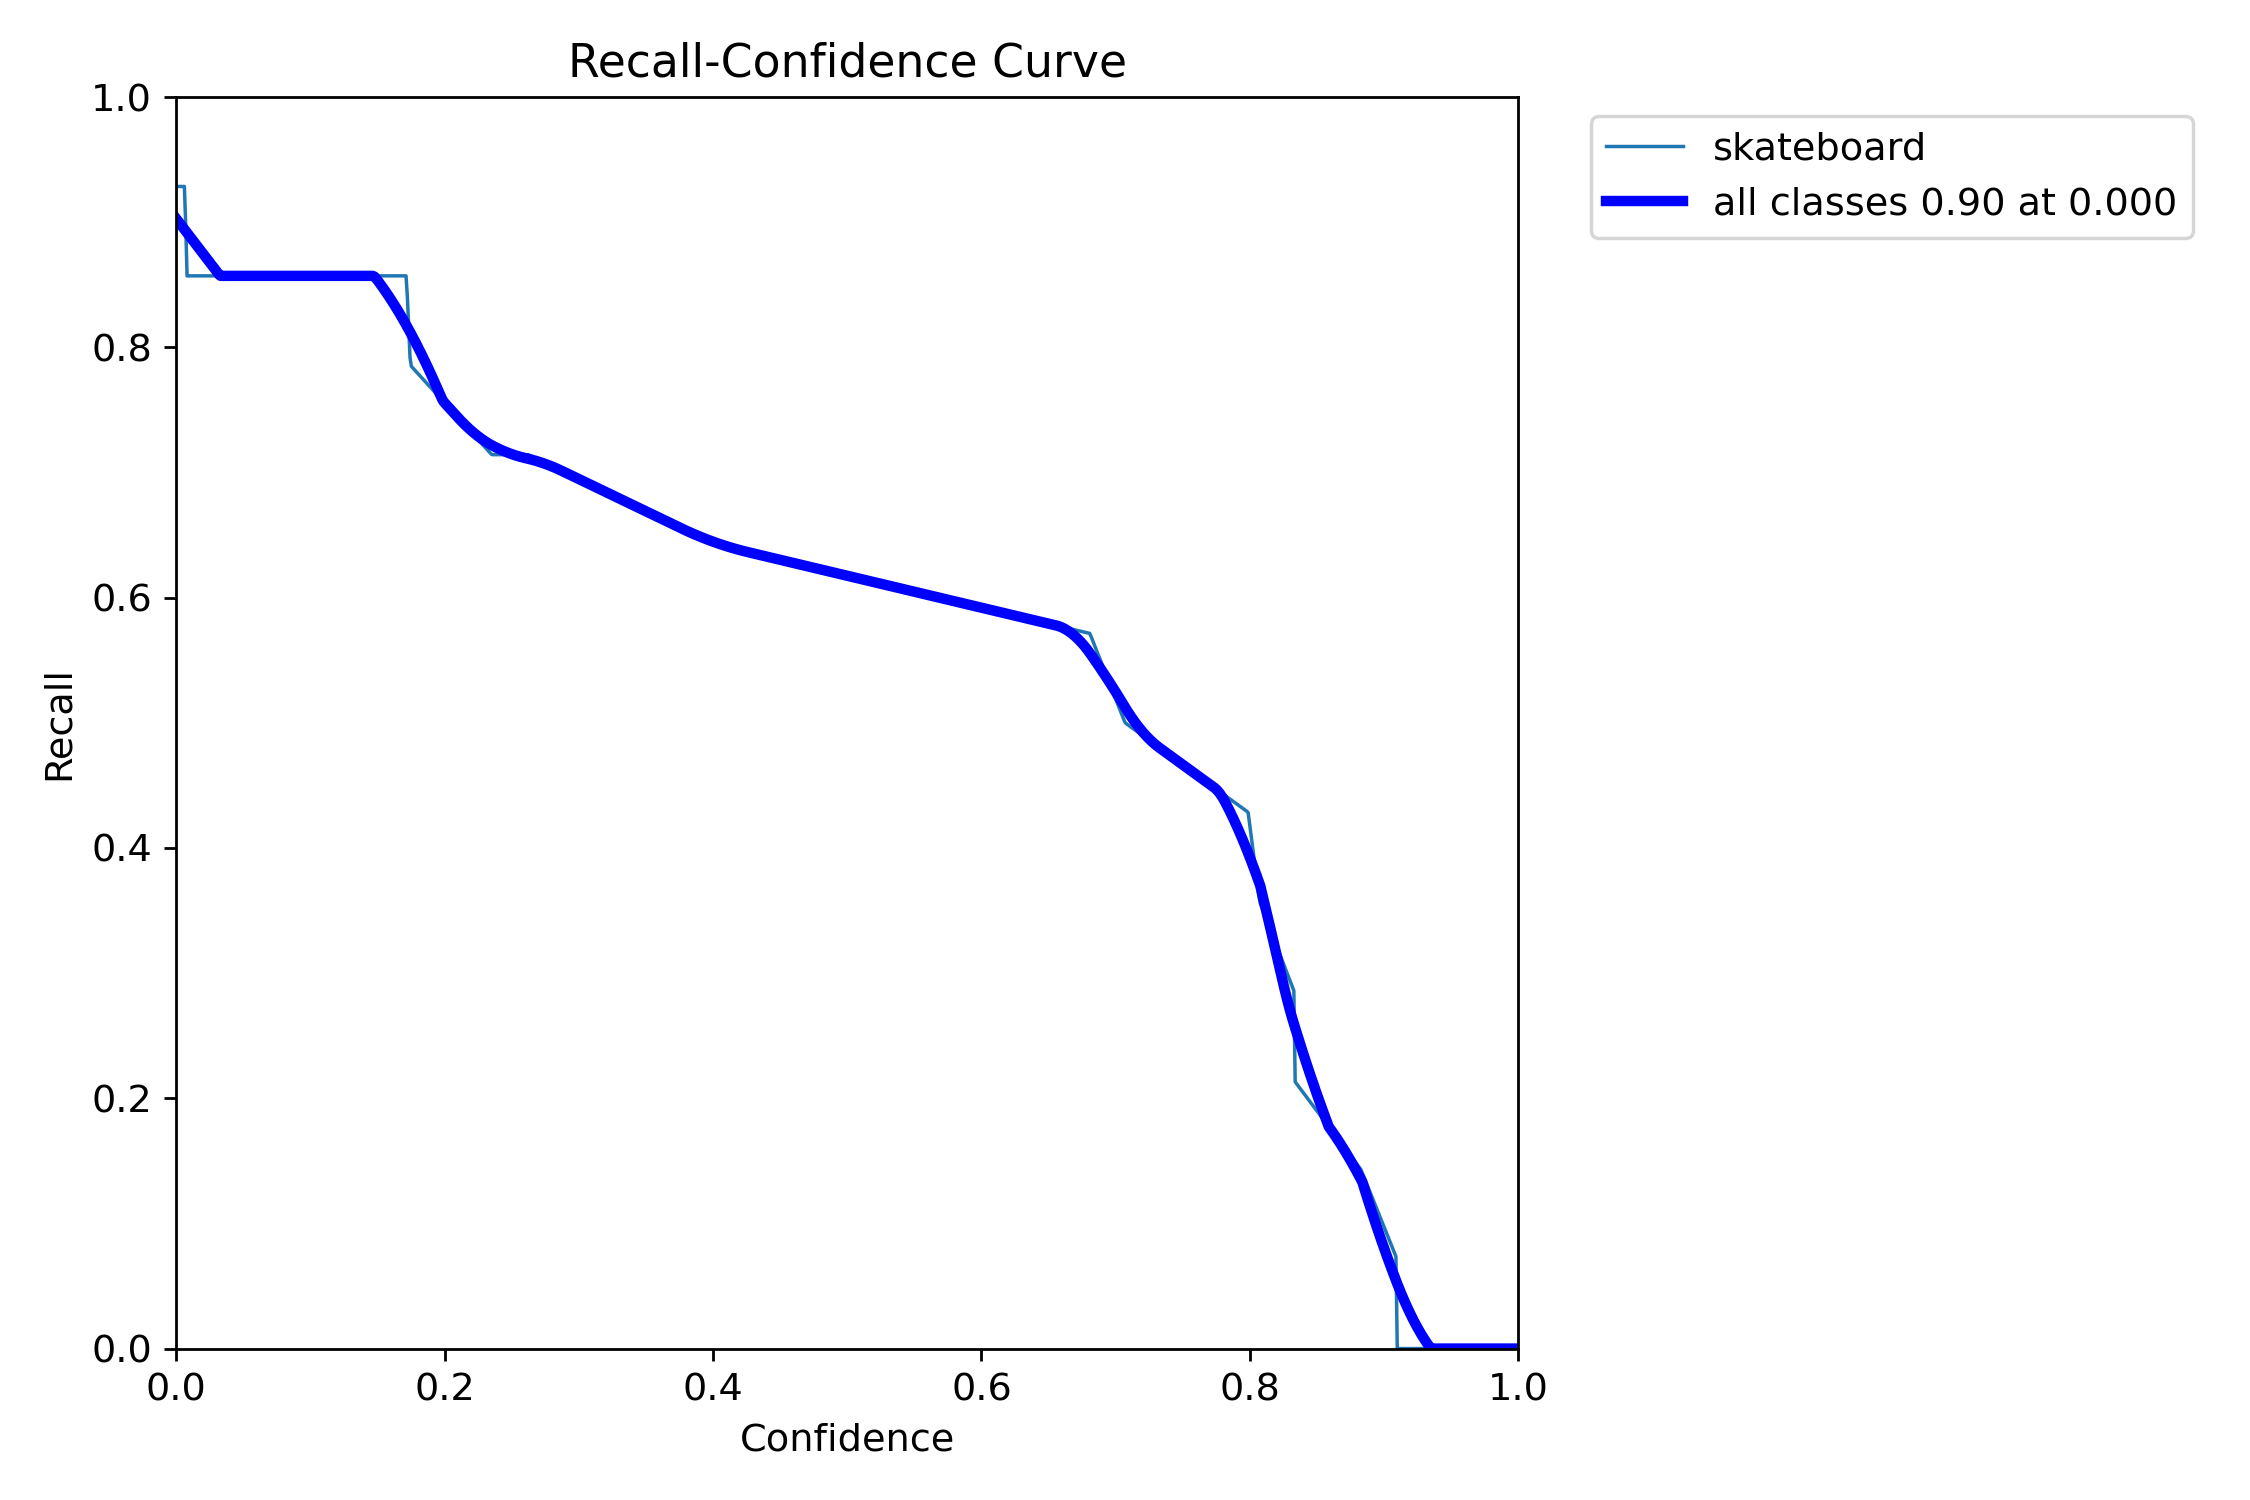 Recall-Confidence Curve
1.0
0.8
0.6
0.4
0.2
0.0
Recall
0.0 0.2 0.4 0.6 0.8 1.0
Confidence
skateboard
all classes 0.90 at 0.000